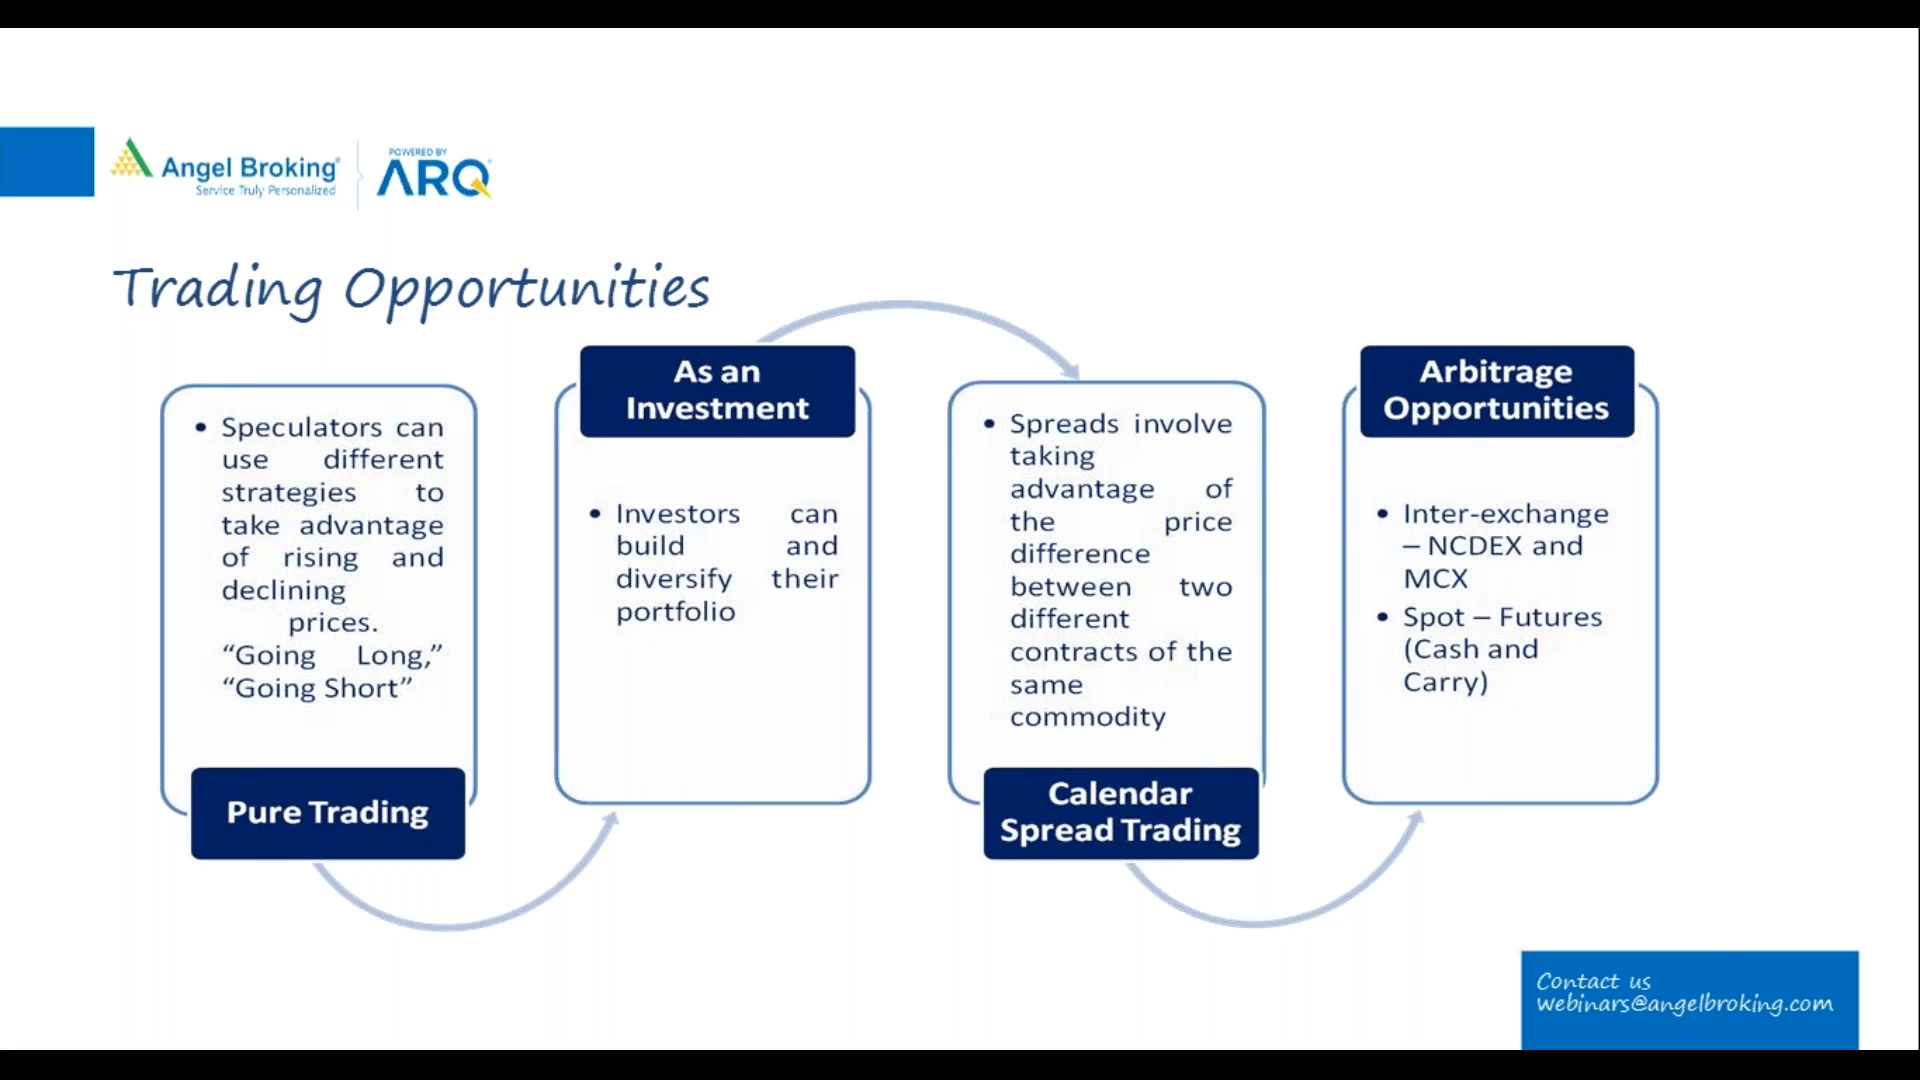 Angel Broking
Service Truly Personalized
POWERED BY
ARQ
Trading Opportunities
• Speculators can
use different
strategies to
take advantage
of rising and
declining
prices.
“Going Long,”
“Going Short”
Pure Trading
As an
Investment
• Investors can
build and
diversify their
portfolio
• Spreads involve
taking
advantage of
the price
difference
between two
different
contracts of the
same
commodity
Calendar
Spread Trading
Arbitrage
Opportunities
• Inter-exchange
– NCDEX and
MCX
• Spot – Futures
(Cash and
Carry)
Contact us
webinars@angelbroking.com